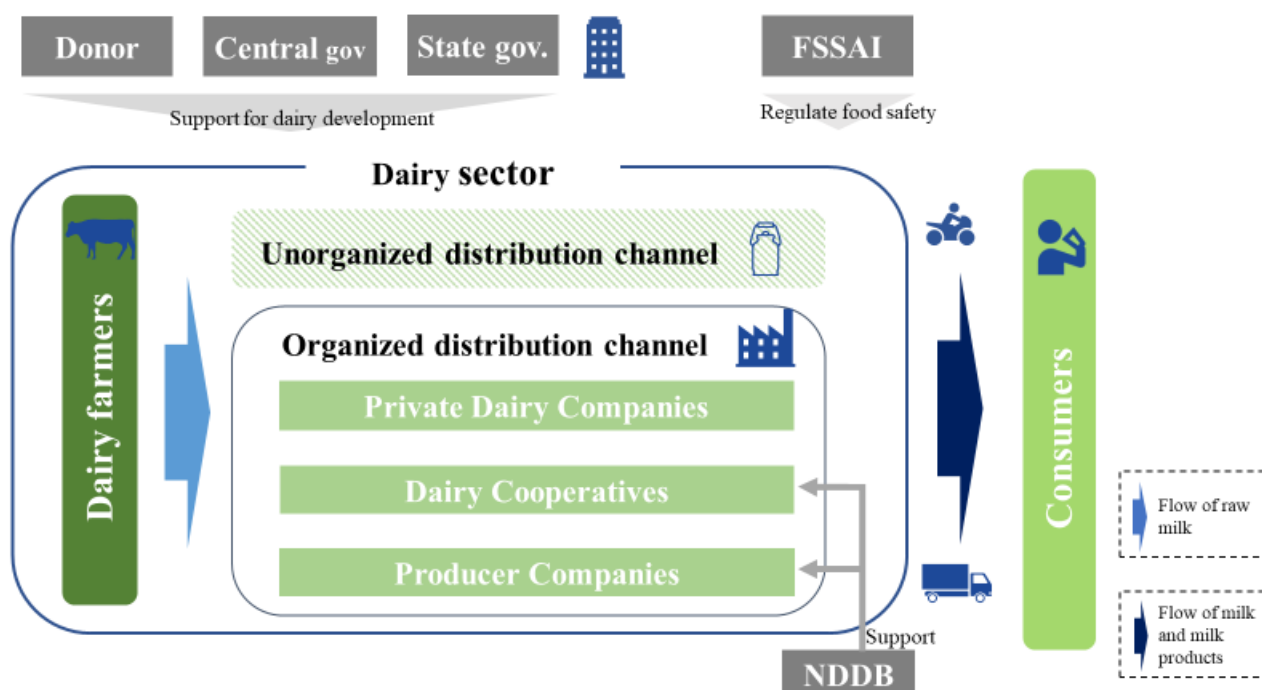 Donor
Central gov
State gov.
FSSAI
Support for dairy development
Regulate food safety
Dairy sector
Dairy farmers
Unorganized distribution channel
Organized distribution channel
Private Dairy Companies
Dairy Cooperatives
Producer Companies
Support
NDDB
Consumers
Flow of raw
milk
Flow of milk
and milk
products